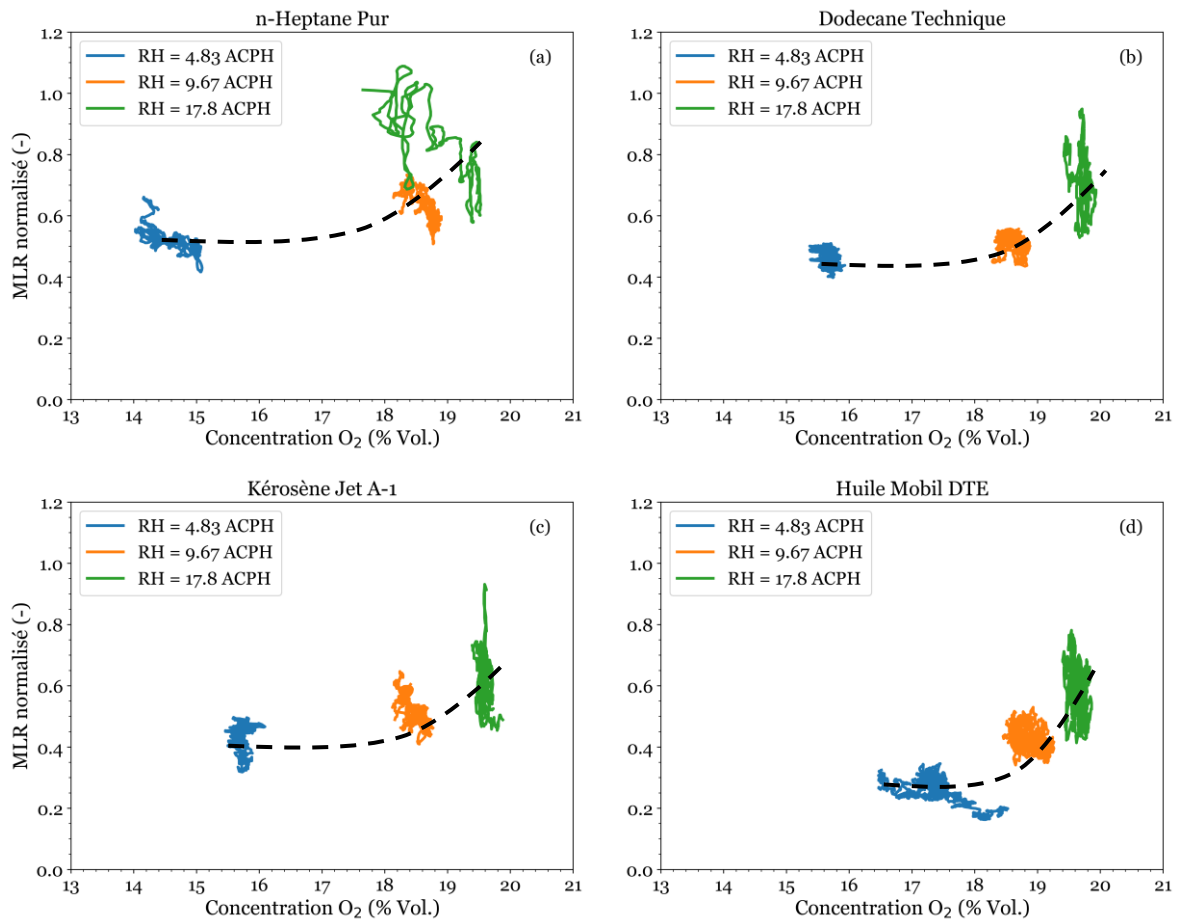 n-Heptane Pur
1.2
1.0
0.8
0.6
0.4
0.2
0.0
MLR normalisé (-)
RH = 4.83 ACPH
RH = 9.67 ACPH
RH = 17.8 ACPH
(a)
13 14 15 16 17 18 19 20 21
Concentration O₂ (% Vol.)
Dodecane Technique
1.2
1.0
0.8
0.6
0.4
0.2
0.0
RH = 4.83 ACPH
RH = 9.67 ACPH
RH = 17.8 ACPH
(b)
13 14 15 16 17 18 19 20 21
Concentration O₂ (% Vol.)
Kérosène Jet A-1
1.2
1.0
0.8
0.6
0.4
0.2
0.0
MLR normalisé (-)
RH = 4.83 ACPH
RH = 9.67 ACPH
RH = 17.8 ACPH
(c)
13 14 15 16 17 18 19 20 21
Concentration O₂ (% Vol.)
Huile Mobil DTE
1.2
1.0
0.8
0.6
0.4
0.2
0.0
RH = 4.83 ACPH
RH = 9.67 ACPH
RH = 17.8 ACPH
(d)
13 14 15 16 17 18 19 20 21
Concentration O₂ (% Vol.)